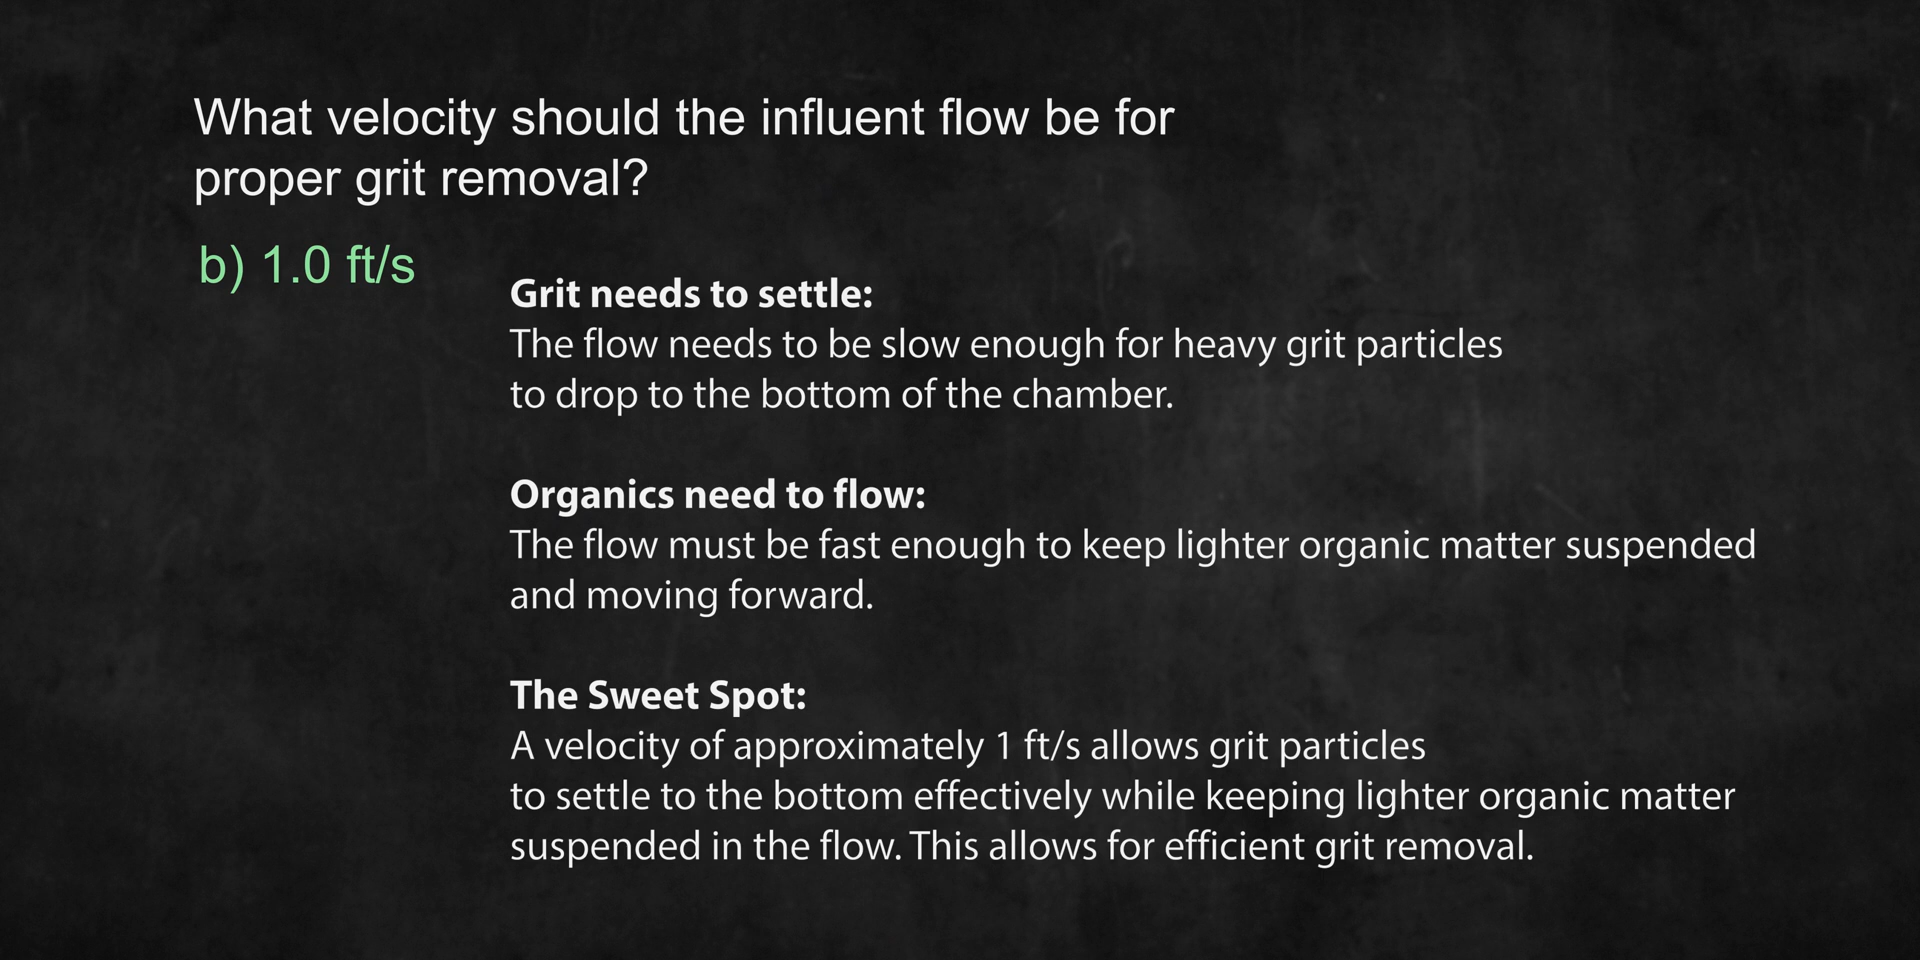 What velocity should the influent flow be for
proper grit removal?
b) 1.0 ft/s
Grit needs to settle:
The flow needs to be slow enough for heavy grit particles
to drop to the bottom of the chamber.
Organics need to flow:
The flow must be fast enough to keep lighter organic matter suspended
and moving forward.
The Sweet Spot:
A velocity of approximately 1 ft/s allows grit particles
to settle to the bottom effectively while keeping lighter organic matter
suspended in the flow. This allows for efficient grit removal.